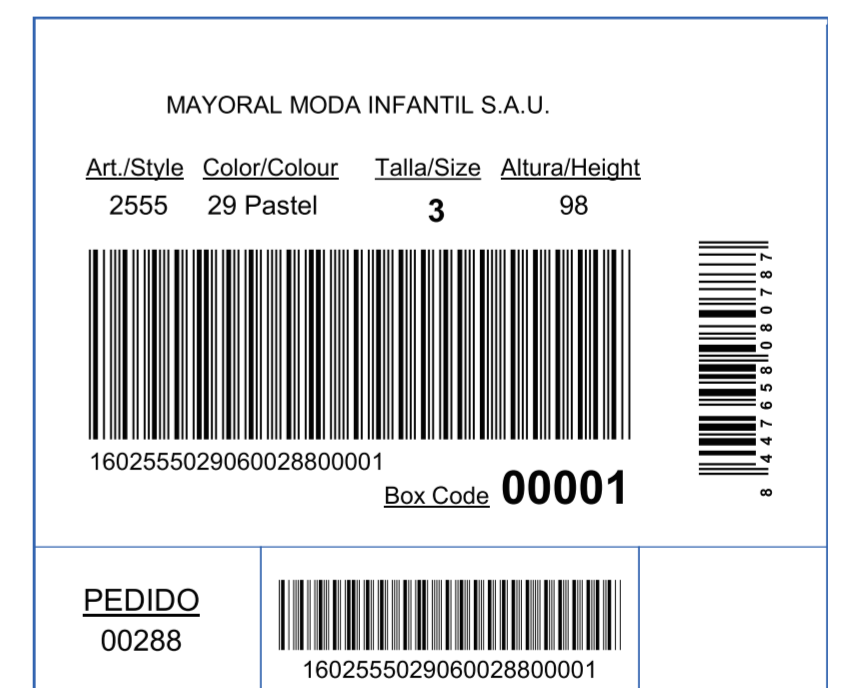 MAYORAL MODA INFANTIL S.A.U.
Art./Style Color/Colour Talla/Size Altura/Height
2555 29 Pastel 3 98
1602555029060028800001
Box Code 00001
8 447658 080787
PEDIDO
00288
1602555029060028800001